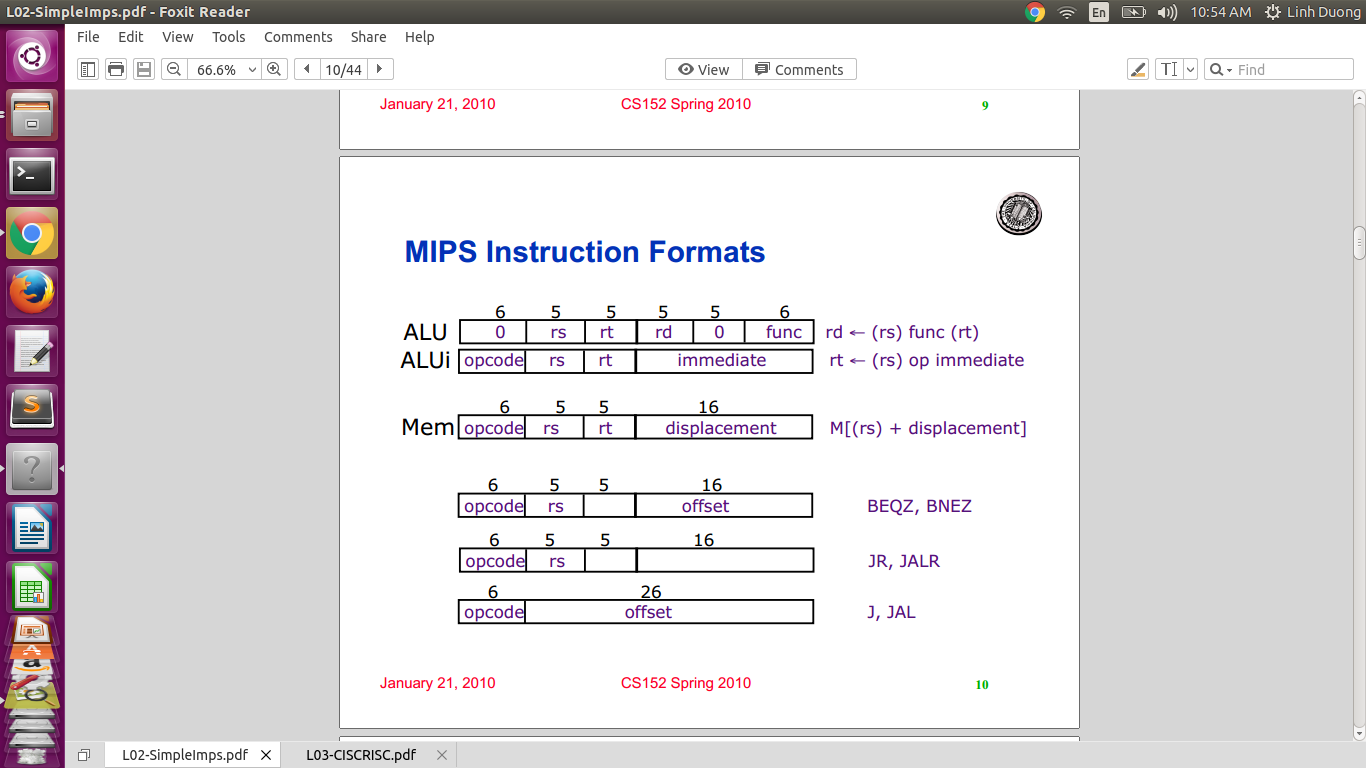 L02-SimpleImps.pdf - Foxit Reader
En
10:54 AM
Linh Duong
File Edit View Tools Comments Share Help
66.6%
10/44
View
Comments
Find
January 21, 2010 CS152 Spring 2010 9
MIPS Instruction Formats
6 5 5 5 5 6
ALU 0 rs rt rd 0 func rd ← (rs) func (rt)
ALUi opcode rs rt immediate rt ← (rs) op immediate
6 5 5 16
Mem opcode rs rt displacement M[(rs) + displacement]
6 5 5 16
opcode rs offset BEQZ, BNEZ
6 5 5 16
opcode rs JR, JALR
6 26
opcode offset J, JAL
January 21, 2010 CS152 Spring 2010 10
L02-SimpleImps.pdf L03-CISCRISC.pdf